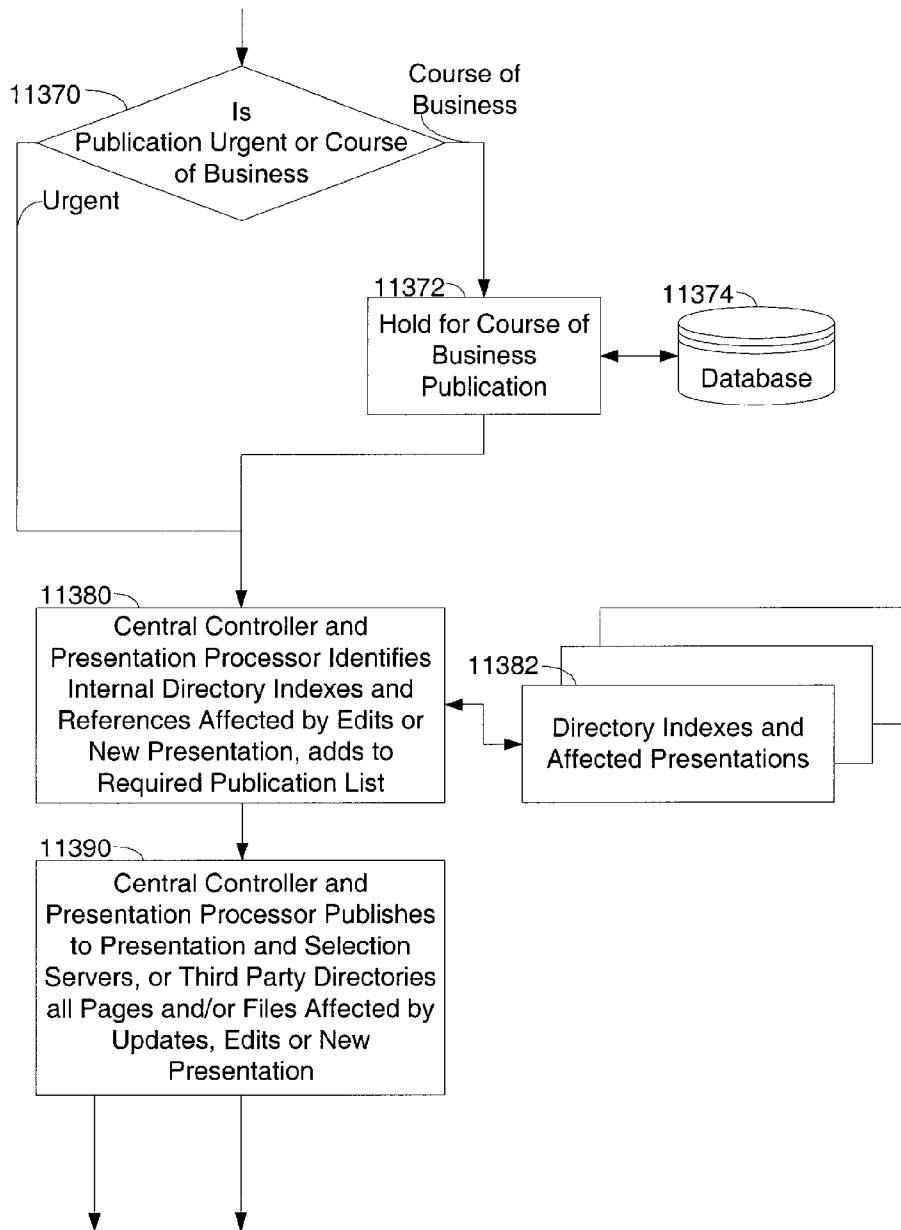 11370
Is
Publication Urgent or Course
of Business
Course of
Business
Urgent
11372
Hold for Course of
Business
Publication
11374
Database
11380
Central Controller and
Presentation Processor Identifies
Internal Directory Indexes and
References Affected by Edits or
New Presentation, adds to
Required Publication List
11382
Directory Indexes and
Affected Presentations
11390
Central Controller and
Presentation Processor Publishes
to Presentation and Selection
Servers, or Third Party Directories
all Pages and/or Files Affected by
Updates, Edits or New
Presentation